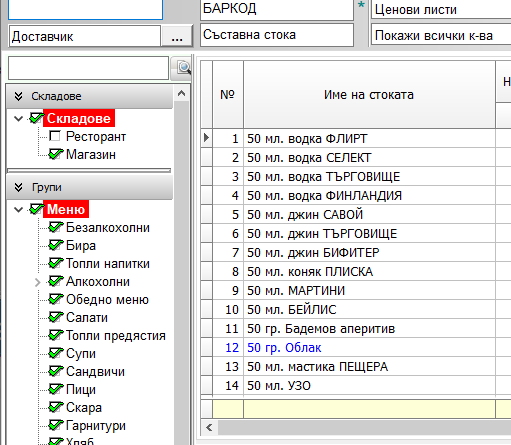 БАРКОД
*
Ценови листи
Доставчик
...
Съставна стока
Покажи всички к-ва
Складове
Складове
Ресторант
Магазин
Групи
Меню
Безалкохолни
Бира
Топли напитки
Алкохолни
Обедно меню
Салати
Топли предястия
Супи
Сандвичи
Пици
Скара
Гарнитури
Хляб
№ Име на стоката Н
1 50 мл. водка ФЛИРТ
2 50 мл. водка СЕЛЕКТ
3 50 мл. водка ТЪРГОВИЩЕ
4 50 мл. водка ФИНЛАНДИЯ
5 50 мл. джин САВОЙ
6 50 мл. джин ТЪРГОВИЩЕ
7 50 мл. джин БИФИТЕР
8 50 мл. коняк ПЛИСКА
9 50 мл. МАРТИНИ
10 50 мл. БЕЙЛИС
11 50 гр. Бадемов аперитив
12 50 гр. Облак
13 50 мл. мастика ПЕЩЕРА
14 50 мл. УЗО